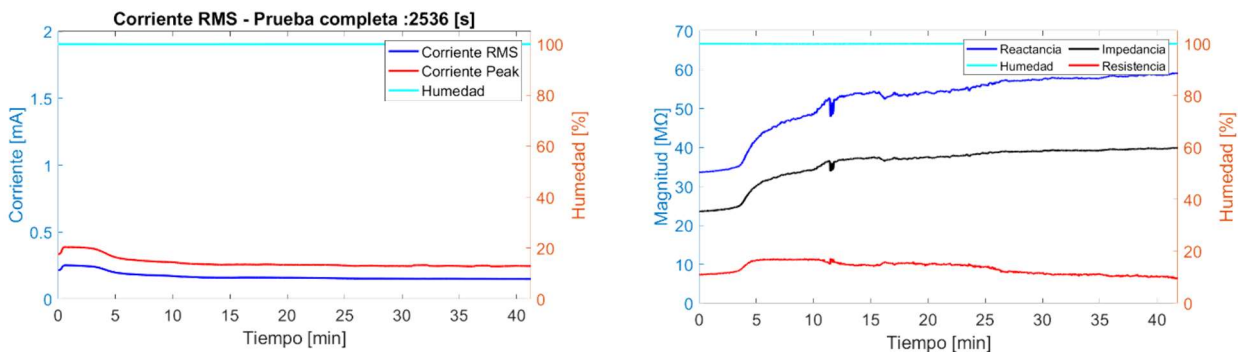 Corriente RMS - Prueba completa :2536 [s]
2
1.5
1
0.5
0
Corriente [mA]
100
80
60
40
20
0
Humedad [%]
Corriente RMS
Corriente Peak
Humedad
0 5 10 15 20 25 30 35 40
Tiempo [min]
70
60
50
40
30
20
10
0
Magnitud [MΩ]
100
80
60
40
20
0
Humedad [%]
Reactancia Impedancia
Humedad Resistencia
0 5 10 15 20 25 30 35 40
Tiempo [min]